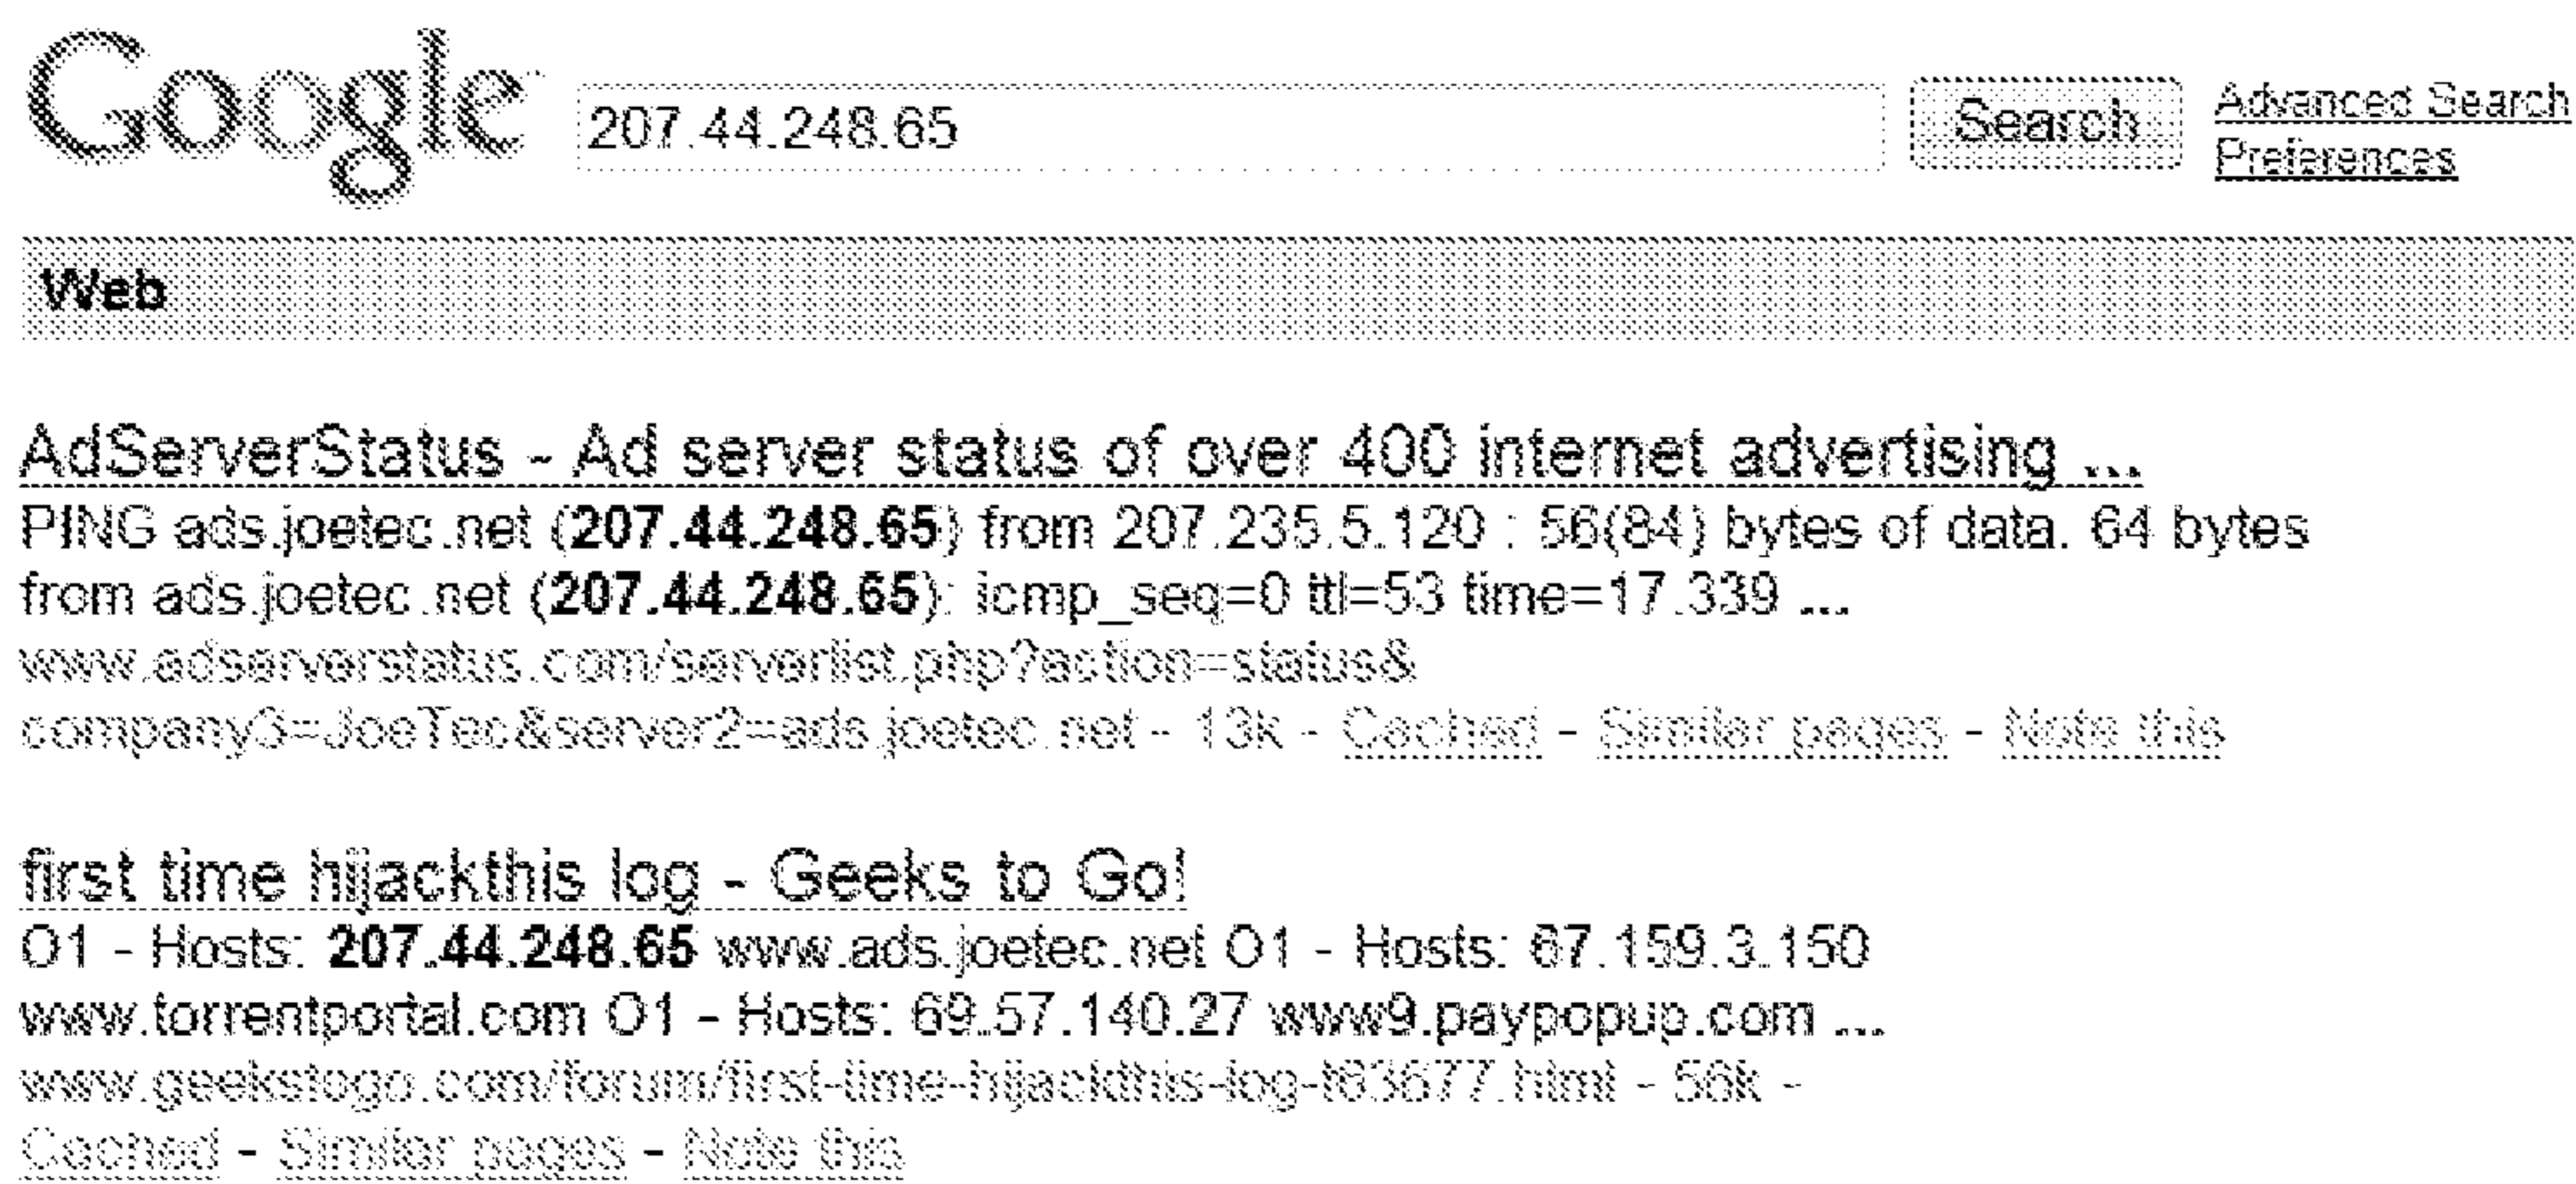 Google
207.44.248.65
Search
Advanced Search
Preferences
Web
AdServerStatus - Ad server status of over 400 internet advertising ...
PING ads.joetec.net (207.44.248.65) from 207.235.5.120 : 56(84) bytes of data. 64 bytes
from ads.joetec.net (207.44.248.65): icmp_seq=0 ttl=53 time=17.339 ...
www.adserverstatus.com/serverlist.php?action=status&
company3=JoeTec&server2=ads.joetec.net - 13k - Cached - Similar pages - Note this
first time hijackthis log - Geeks to Go!
O1 - Hosts: 207.44.248.65 www.ads.joetec.net O1 - Hosts: 67.159.3.150
www.torrentportal.com O1 - Hosts: 69.57.140.27 www9.paypopup.com ...
www.geekstogo.com/forum/first-time-hijackthis-log-t63677.html - 56k -
Cached - Similar pages - Note this